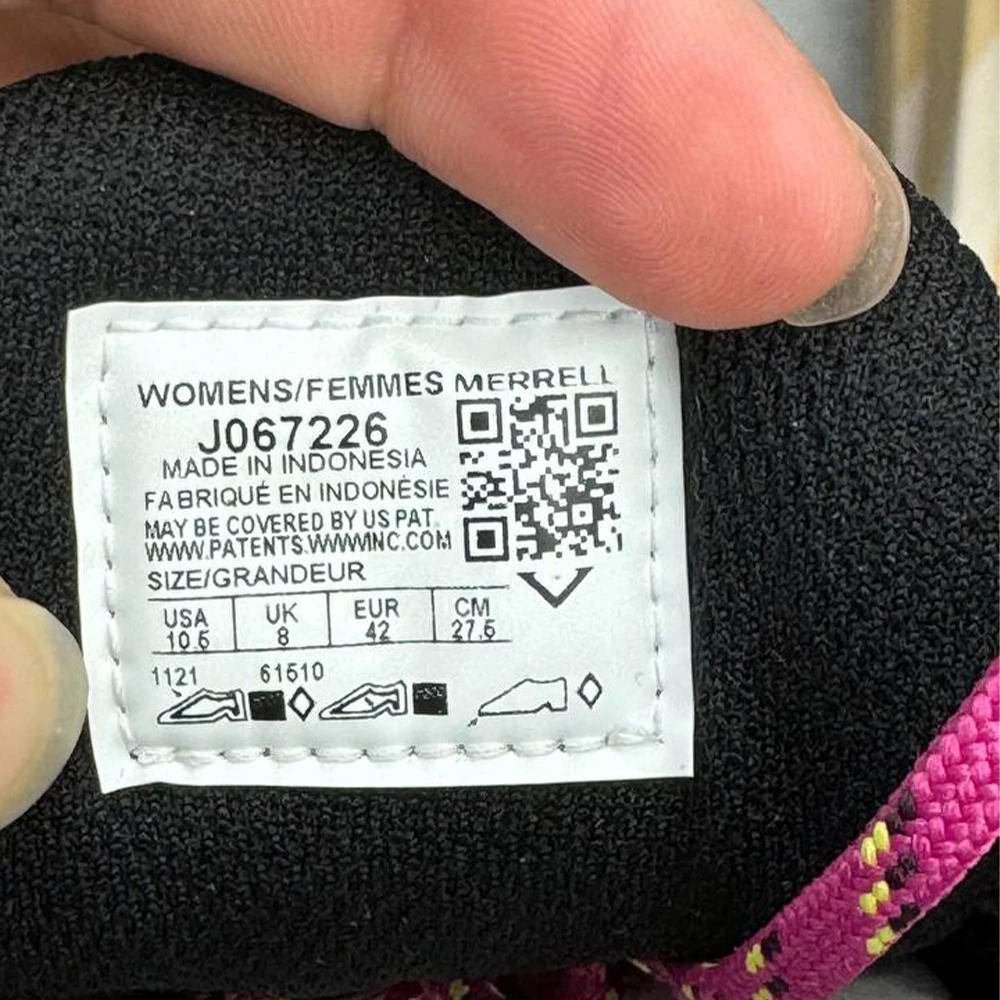 WOMENS/FEMMES MERRELL
J067226
MADE IN INDONESIA
FABRIQUÉ EN INDONÉSIE
MAY BE COVERED BY US PAT.
WWW.PATENTS.WWWINC.COM
SIZE/GRANDEUR
USA UK EUR CM
10.5 8 42 27.5
1121 61510